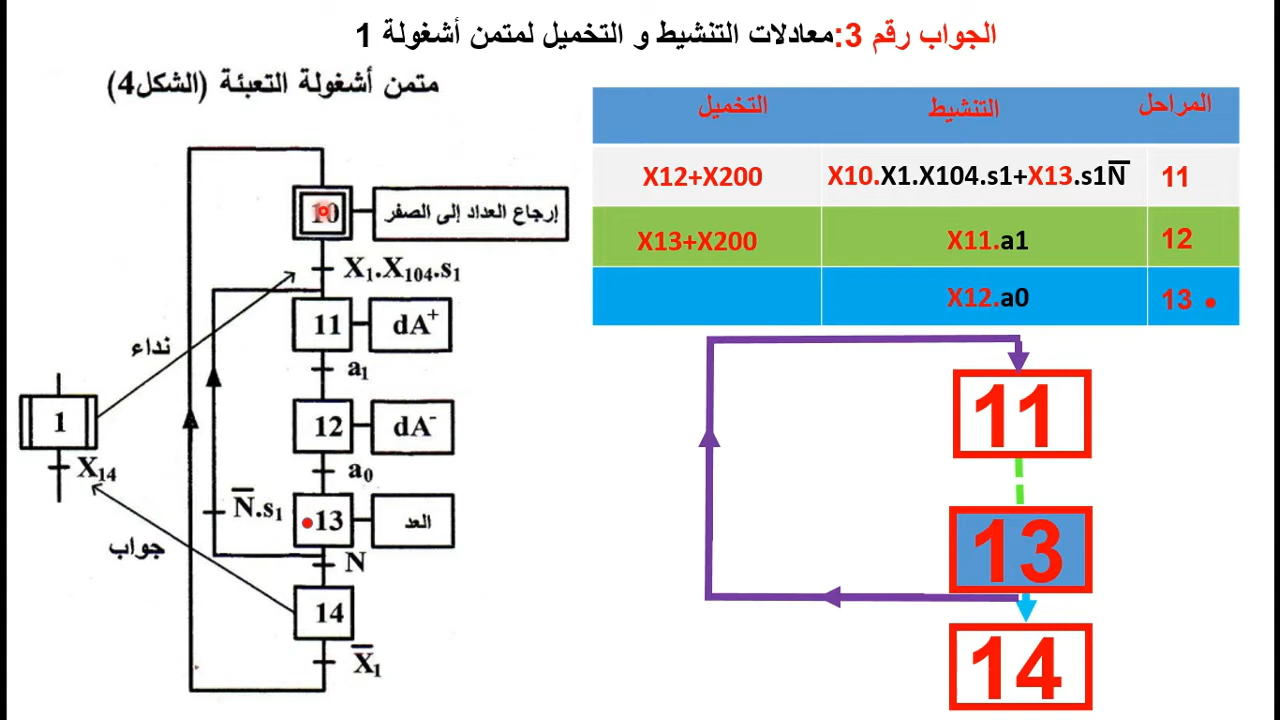 الجواب رقم 3:معادلات التنشيط و التخميل لمتمن أشغولة 1
متمن أشغولة التعبئة (الشكل4)
المراحل التنشيط التخميل
11 X10.X1.X104.s1+X13.s1N̅ X12+X200
12 X11.a1 X13+X200
13 X12.a0
10 إرجاع العداد إلى الصفر
X₁.X₁₀₄.s₁
11 dA⁺
نداء
a₁
1
12 dA⁻
X₁₄
a₀
N̅.s₁
13 العد
جواب
N
14
X̅₁
11
13
14